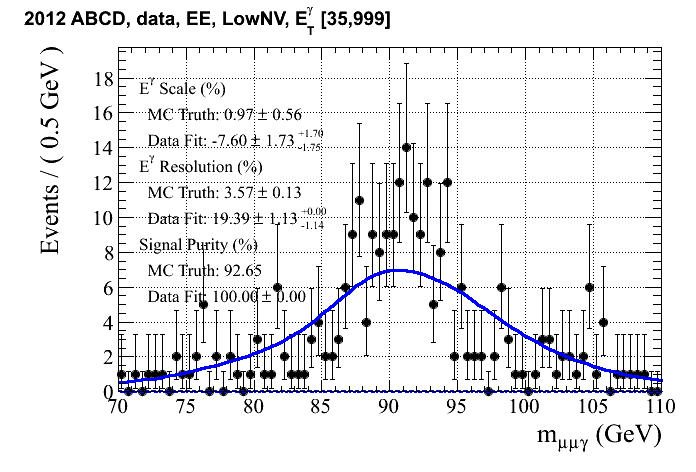 2012 ABCD, data, EE, LowNV, E_T^γ [35,999]
Events / ( 0.5 GeV )
18
16
14
12
10
8
6
4
2
0
E^γ Scale (%)
MC Truth: 0.97 ± 0.56
Data Fit: -7.60 ± 1.73 +1.70 -1.75
E^γ Resolution (%)
MC Truth: 3.57 ± 0.13
Data Fit: 19.39 ± 1.13 +0.00 -1.14
Signal Purity (%)
MC Truth: 92.65
Data Fit: 100.00 ± 0.00
70 75 80 85 90 95 100 105 110
m_μμγ (GeV)